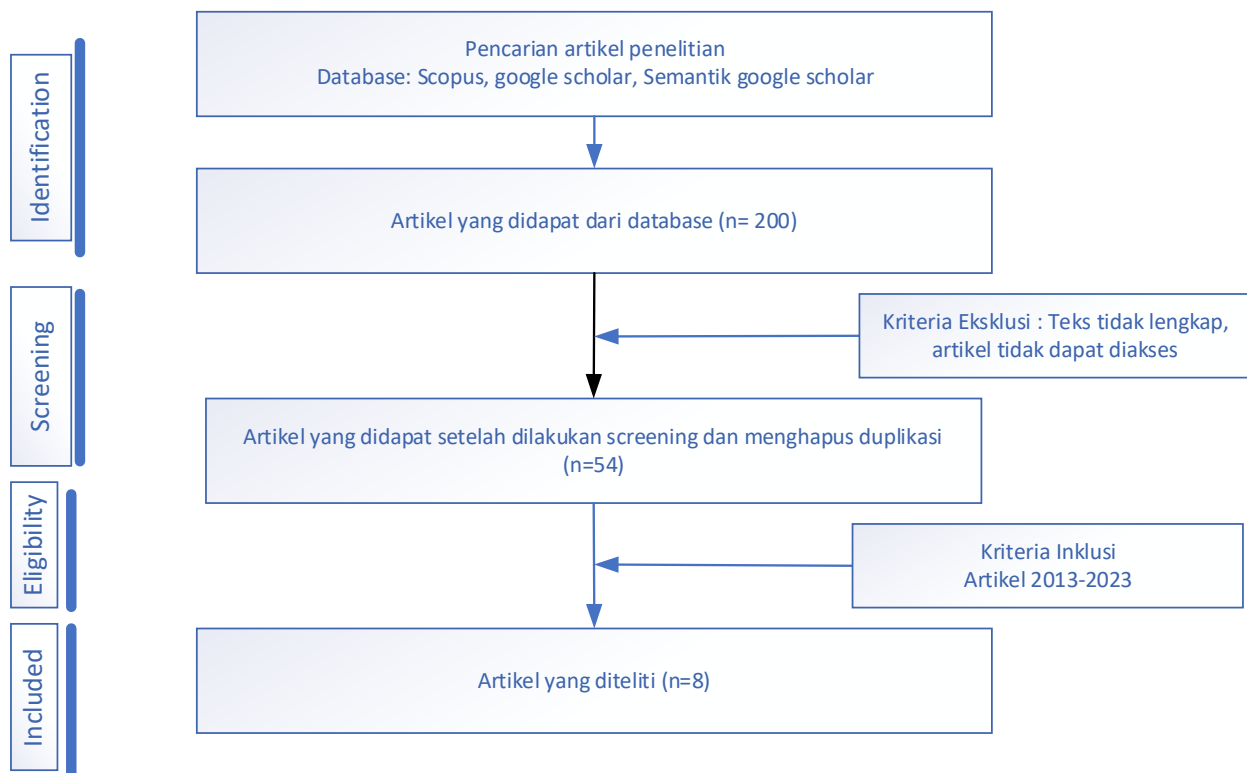 Identification
Pencarian artikel penelitian
Database: Scopus, google scholar, Semantik google scholar
Artikel yang didapat dari database (n= 200)
Screening
Kriteria Eksklusi : Teks tidak lengkap,
artikel tidak dapat diakses
Artikel yang didapat setelah dilakukan screening dan menghapus duplikasi
(n=54)
Eligibility
Kriteria Inklusi
Artikel 2013-2023
Included
Artikel yang diteliti (n=8)